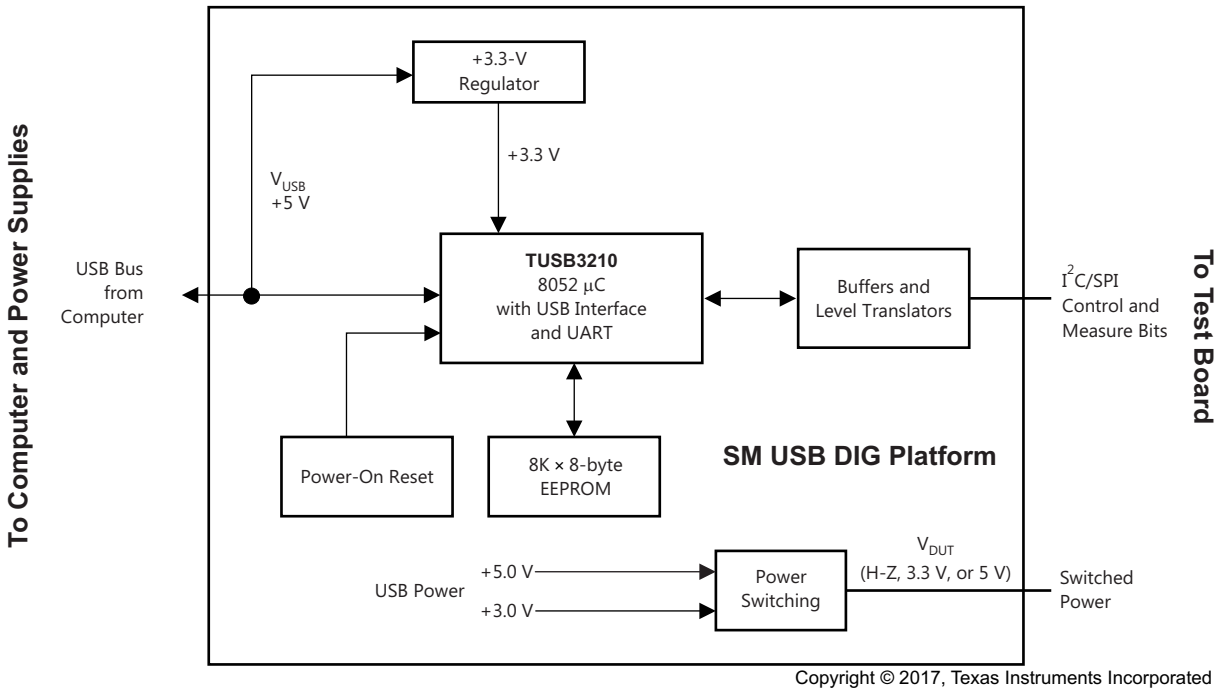 To Computer and Power Supplies
+3.3-V
Regulator
+3.3 V
V_USB
+5 V
USB Bus
from
Computer
TUSB3210
8052 μC
with USB Interface
and UART
Buffers and
Level Translators
I²C/SPI
Control and
Measure Bits
To Test Board
Power-On Reset
8K × 8-byte
EEPROM
SM USB DIG Platform
USB Power
+5.0 V
+3.0 V
Power
Switching
V_DUT
(H-Z, 3.3 V, or 5 V)
Switched
Power
Copyright © 2017, Texas Instruments Incorporated